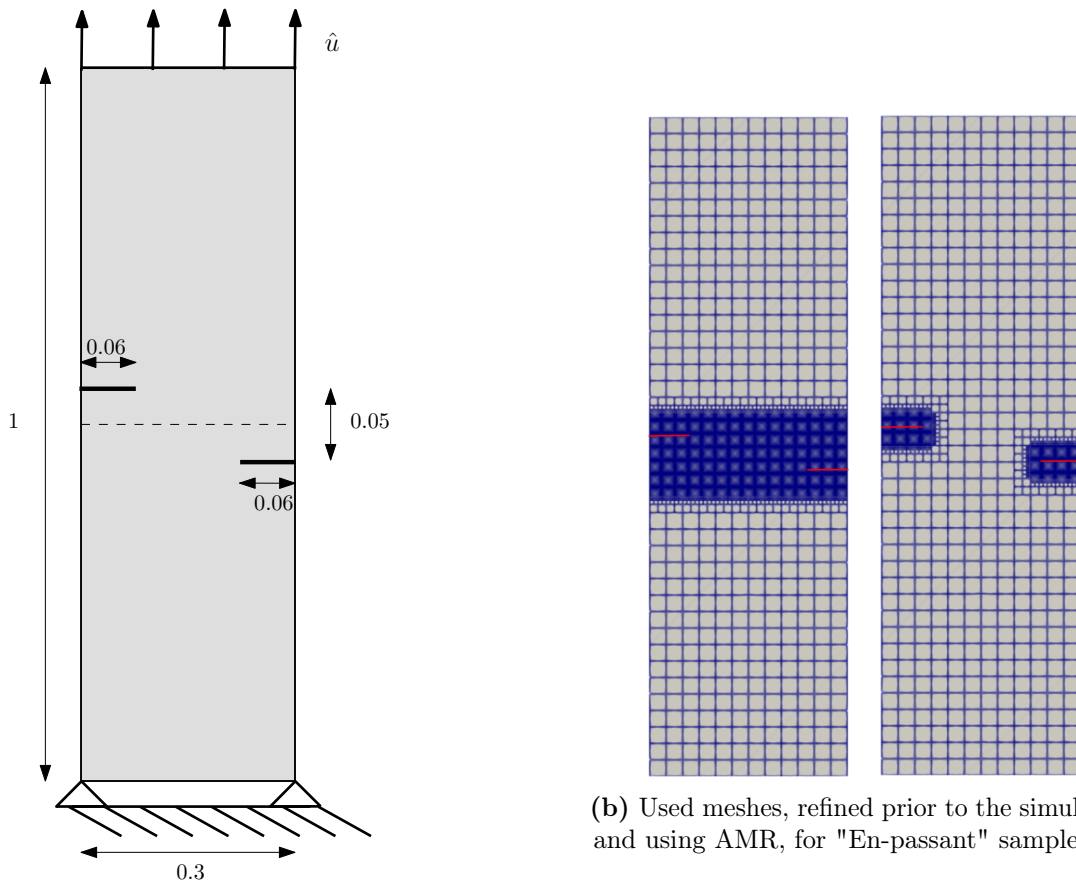 û
0.06
1
0.05
0.06
0.3
(b) Used meshes, refined prior to the simul
and using AMR, for "En-passant" sample